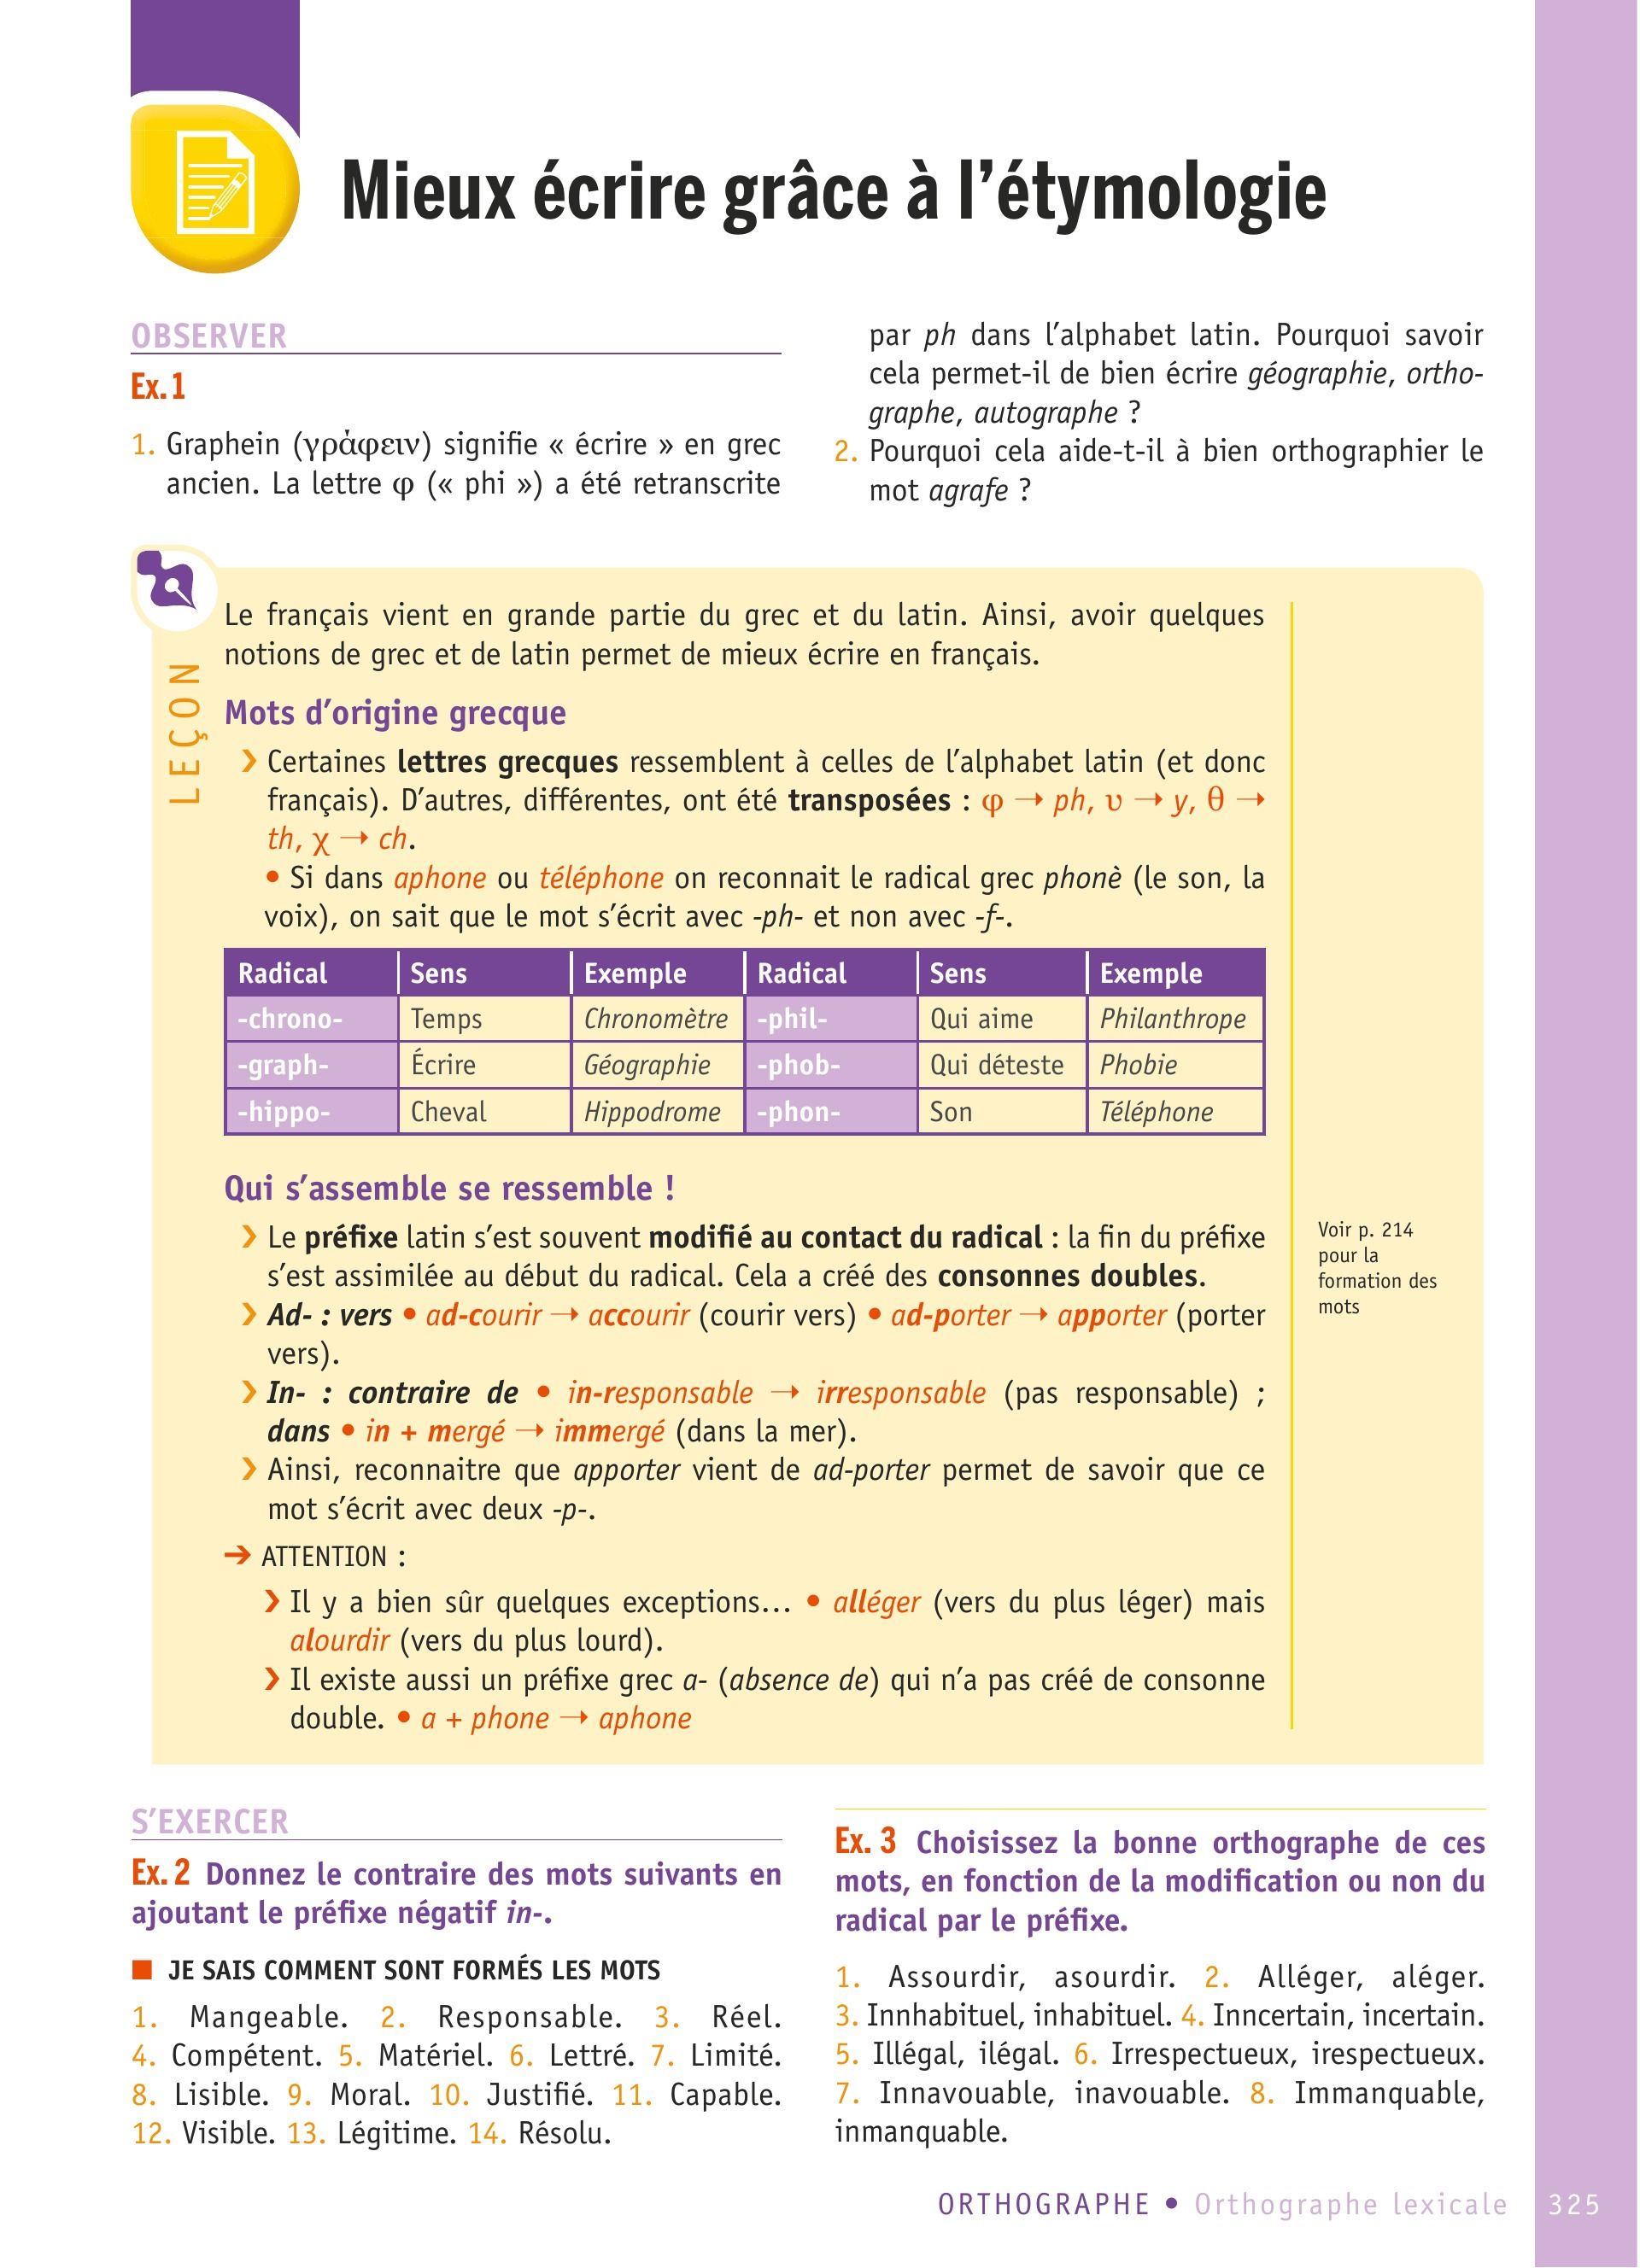 Mieux écrire grâce à l’étymologie
OBSERVER
Ex. 1
1. Graphein (γράφειν) signifie « écrire » en grec
ancien. La lettre φ (« phi ») a été retranscrite
par ph dans l’alphabet latin. Pourquoi savoir
cela permet-il de bien écrire géographie, ortho-
graphe, autographe ?
2. Pourquoi cela aide-t-il à bien orthographier le
mot agrafe ?
LEÇON
Le français vient en grande partie du grec et du latin. Ainsi, avoir quelques
notions de grec et de latin permet de mieux écrire en français.
Mots d’origine grecque
❯ Certaines lettres grecques ressemblent à celles de l’alphabet latin (et donc
français). D’autres, différentes, ont été transposées : φ → ph, υ → y, θ →
th, χ → ch.
• Si dans aphone ou téléphone on reconnait le radical grec phonè (le son, la
voix), on sait que le mot s’écrit avec -ph- et non avec -f-.
Radical Sens Exemple Radical Sens Exemple
-chrono- Temps Chronomètre -phil- Qui aime Philanthrope
-graph- Écrire Géographie -phob- Qui déteste Phobie
-hippo- Cheval Hippodrome -phon- Son Téléphone
Qui s’assemble se ressemble !
❯ Le préfixe latin s’est souvent modifié au contact du radical : la fin du préfixe
s’est assimilée au début du radical. Cela a créé des consonnes doubles.
❯ Ad- : vers • ad-courir → accourir (courir vers) • ad-porter → apporter (porter
vers).
❯ In- : contraire de • in-responsable → irresponsable (pas responsable) ;
dans • in + mergé → immergé (dans la mer).
❯ Ainsi, reconnaitre que apporter vient de ad-porter permet de savoir que ce
mot s’écrit avec deux -p-.
➔ ATTENTION :
❯ Il y a bien sûr quelques exceptions... • alléger (vers du plus léger) mais
alourdir (vers du plus lourd).
❯ Il existe aussi un préfixe grec a- (absence de) qui n’a pas créé de consonne
double. • a + phone → aphone
Voir p. 214
pour la
formation des
mots
S’EXERCER
Ex. 2 Donnez le contraire des mots suivants en
ajoutant le préfixe négatif in-.
■ JE SAIS COMMENT SONT FORMÉS LES MOTS
1. Mangeable. 2. Responsable. 3. Réel.
4. Compétent. 5. Matériel. 6. Lettré. 7. Limité.
8. Lisible. 9. Moral. 10. Justifié. 11. Capable.
12. Visible. 13. Légitime. 14. Résolu.
Ex. 3 Choisissez la bonne orthographe de ces
mots, en fonction de la modification ou non du
radical par le préfixe.
1. Assourdir, asourdir. 2. Alléger, aléger.
3. Innhabituel, inhabituel. 4. Inncertain, incertain.
5. Illégal, ilégal. 6. Irrespectueux, irespectueux.
7. Innavouable, inavouable. 8. Immanquable,
inmanquable.
ORTHOGRAPHE • Orthographe lexicale 325